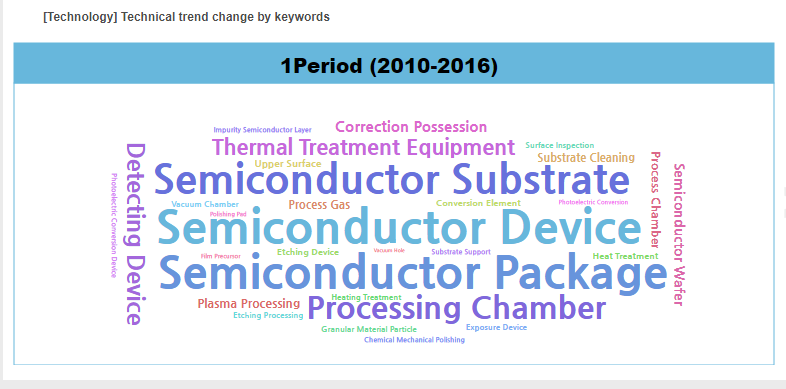 [Technology] Technical trend change by keywords
1Period (2010-2016)
Impurity Semiconductor Layer
Correction Possession
Thermal Treatment Equipment
Surface Inspection
Upper Surface
Substrate Cleaning
Detecting Device
Photoelectric Conversion Device
Semiconductor Substrate
Process Chamber
Semiconductor Wafer
Vacuum Chamber
Process Gas
Conversion Element
Photoelectric Conversion
Polishing Pad
Semiconductor Device
Film Precursor
Etching Device
Vacuum Hole
Substrate Support
Heat Treatment
Semiconductor Package
Plasma Processing
Heating Treatment
Processing Chamber
Etching Processing
Granular Material Particle
Exposure Device
Chemical Mechanical Polishing